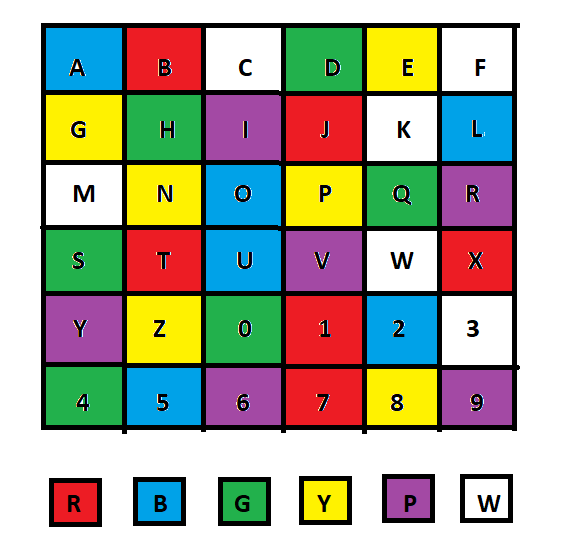 A B C D E F
G H I J K L
M N O P Q R
S T U V W X
Y Z 0 1 2 3
4 5 6 7 8 9
R B G Y P W